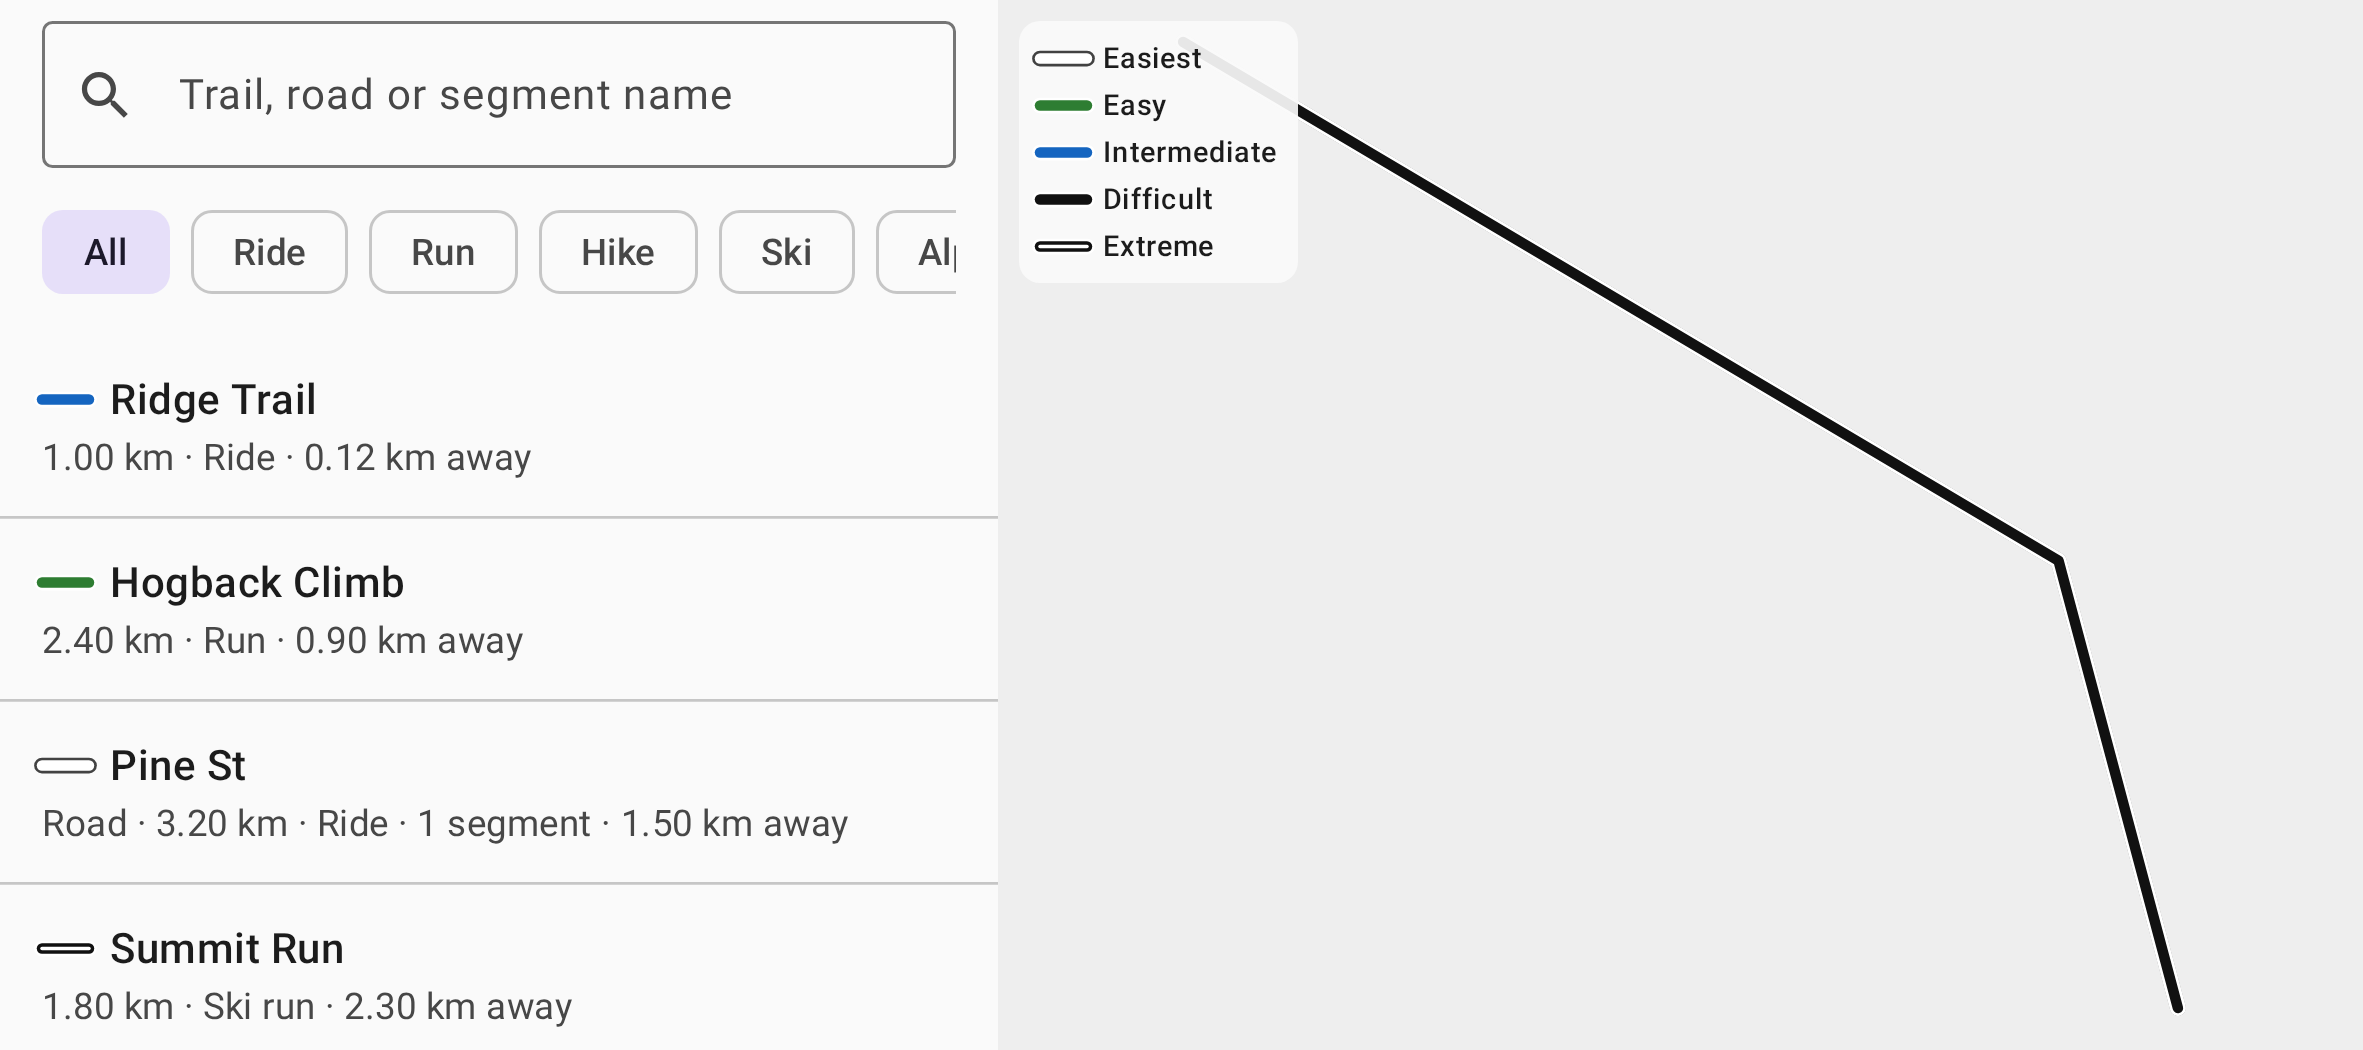 Trail, road or segment name
All Ride Run Hike Ski
Ridge Trail
1.00 km · Ride · 0.12 km away
Hogback Climb
2.40 km · Run · 0.90 km away
Pine St
Road · 3.20 km · Ride · 1 segment · 1.50 km away
Summit Run
1.80 km · Ski run · 2.30 km away
Easiest
Easy
Intermediate
Difficult
Extreme